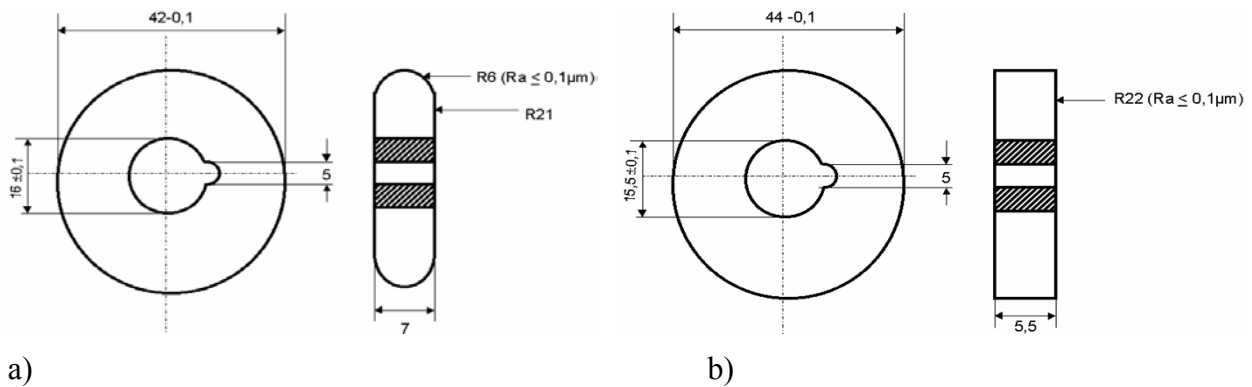 42-0,1
R6 (Ra ≤ 0,1µm)
R21
16 ±0,1
5
7
a)
44 -0,1
R22 (Ra ≤ 0,1µm)
15,5 ±0,1
5
5,5
b)